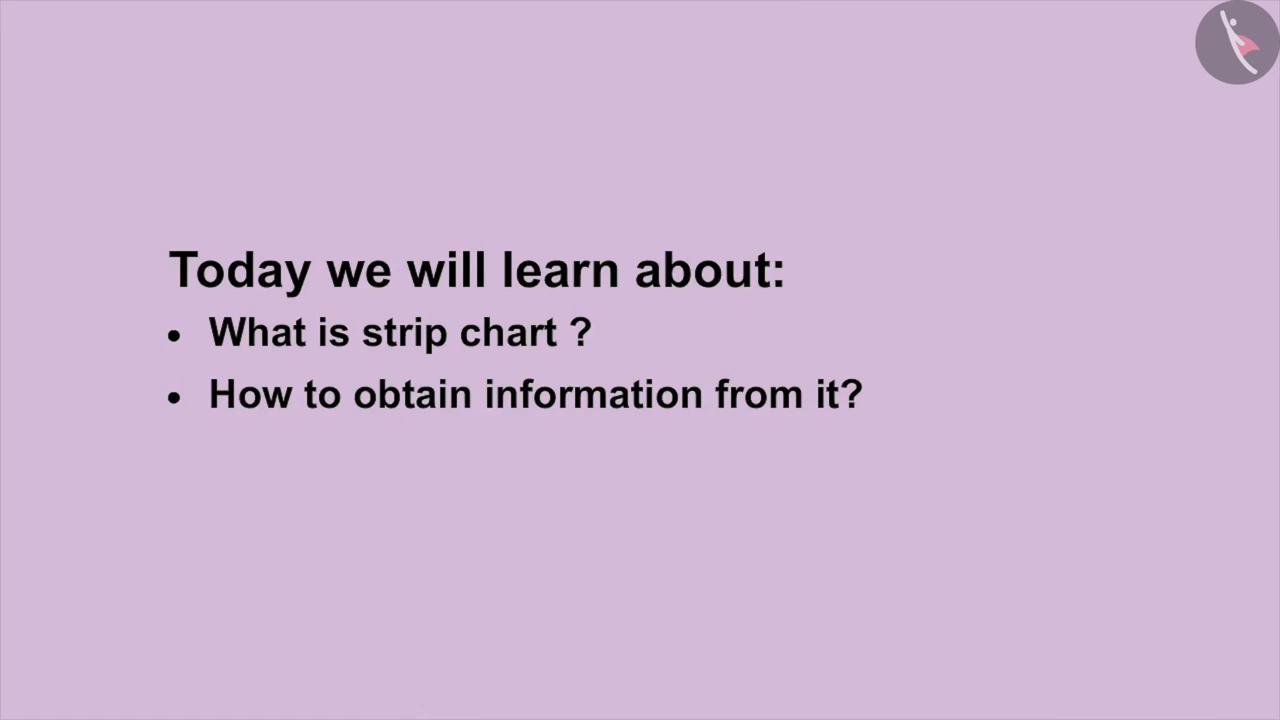 Today we will learn about:
• What is strip chart ?
• How to obtain information from it?